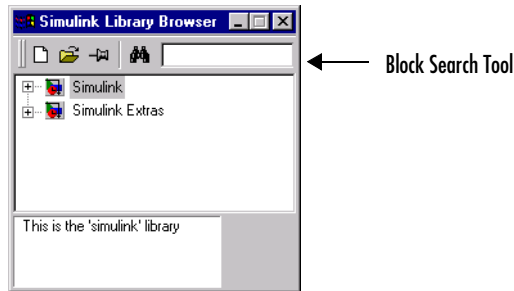 Simulink Library Browser
Block Search Tool
Simulink
Simulink Extras
This is the 'simulink' library